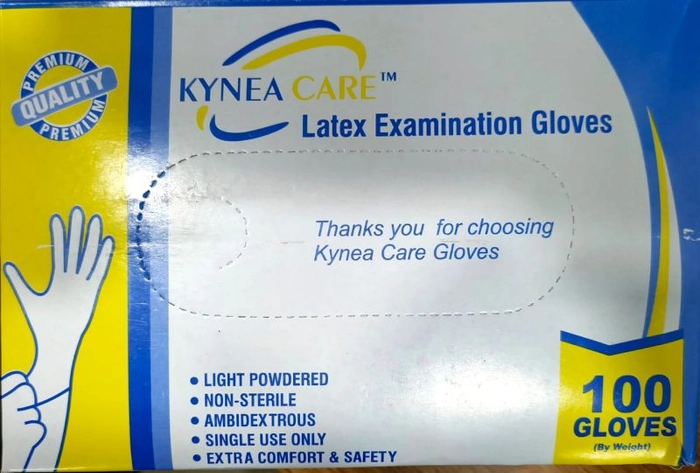 PREMIUM
QUALITY
PREMIUM
KYNEA CARE™
Latex Examination Gloves
Thanks you for choosing
Kynea Care Gloves
• LIGHT POWDERED
• NON-STERILE
• AMBIDEXTROUS
• SINGLE USE ONLY
• EXTRA COMFORT & SAFETY
100
GLOVES
(By Weight)